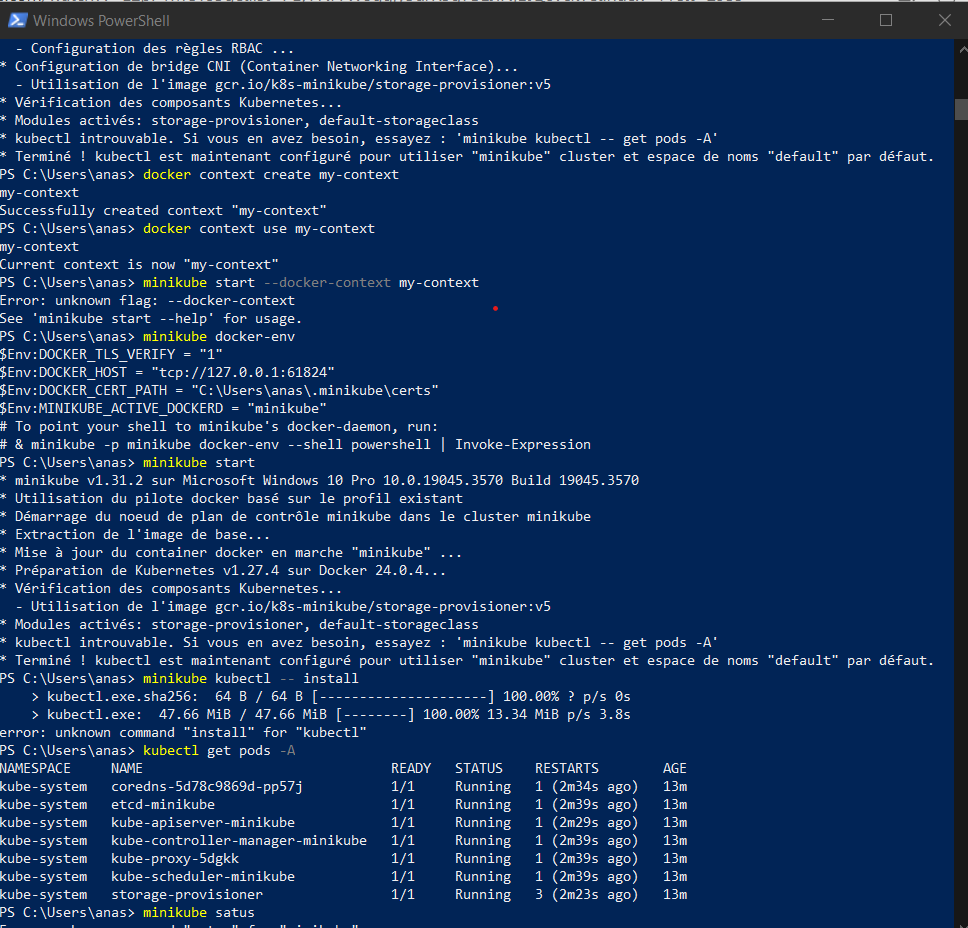 Windows PowerShell
- Configuration des règles RBAC ...
* Configuration de bridge CNI (Container Networking Interface)...
- Utilisation de l'image gcr.io/k8s-minikube/storage-provisioner:v5
* Vérification des composants Kubernetes...
* Modules activés: storage-provisioner, default-storageclass
* kubectl introuvable. Si vous en avez besoin, essayez : 'minikube kubectl -- get pods -A'
* Terminé ! kubectl est maintenant configuré pour utiliser "minikube" cluster et espace de noms "default" par défaut.
PS C:\Users\anas> docker context create my-context
my-context
Successfully created context "my-context"
PS C:\Users\anas> docker context use my-context
my-context
Current context is now "my-context"
PS C:\Users\anas> minikube start --docker-context my-context
Error: unknown flag: --docker-context
See 'minikube start --help' for usage.
PS C:\Users\anas> minikube docker-env
$Env:DOCKER_TLS_VERIFY = "1"
$Env:DOCKER_HOST = "tcp://127.0.0.1:61824"
$Env:DOCKER_CERT_PATH = "C:\Users\anas\.minikube\certs"
$Env:MINIKUBE_ACTIVE_DOCKERD = "minikube"
# To point your shell to minikube's docker-daemon, run:
# & minikube -p minikube docker-env --shell powershell | Invoke-Expression
PS C:\Users\anas> minikube start
* minikube v1.31.2 sur Microsoft Windows 10 Pro 10.0.19045.3570 Build 19045.3570
* Utilisation du pilote docker basé sur le profil existant
* Démarrage du noeud de plan de contrôle minikube dans le cluster minikube
* Extraction de l'image de base...
* Mise à jour du container docker en marche "minikube" ...
* Préparation de Kubernetes v1.27.4 sur Docker 24.0.4...
* Vérification des composants Kubernetes...
- Utilisation de l'image gcr.io/k8s-minikube/storage-provisioner:v5
* Modules activés: storage-provisioner, default-storageclass
* kubectl introuvable. Si vous en avez besoin, essayez : 'minikube kubectl -- get pods -A'
* Terminé ! kubectl est maintenant configuré pour utiliser "minikube" cluster et espace de noms "default" par défaut.
PS C:\Users\anas> minikube kubectl -- install
> kubectl.exe.sha256:  64 B / 64 B [---------------------] 100.00% ? p/s 0s
> kubectl.exe:  47.66 MiB / 47.66 MiB [--------] 100.00% 13.34 MiB p/s 3.8s
error: unknown command "install" for "kubectl"
PS C:\Users\anas> kubectl get pods -A
NAMESPACE     NAME                               READY   STATUS    RESTARTS        AGE
kube-system   coredns-5d78c9869d-pp57j           1/1     Running   1 (2m34s ago)   13m
kube-system   etcd-minikube                      1/1     Running   1 (2m39s ago)   13m
kube-system   kube-apiserver-minikube            1/1     Running   1 (2m29s ago)   13m
kube-system   kube-controller-manager-minikube   1/1     Running   1 (2m39s ago)   13m
kube-system   kube-proxy-5dgkk                   1/1     Running   1 (2m39s ago)   13m
kube-system   kube-scheduler-minikube            1/1     Running   1 (2m39s ago)   13m
kube-system   storage-provisioner                1/1     Running   3 (2m23s ago)   13m
PS C:\Users\anas> minikube satus